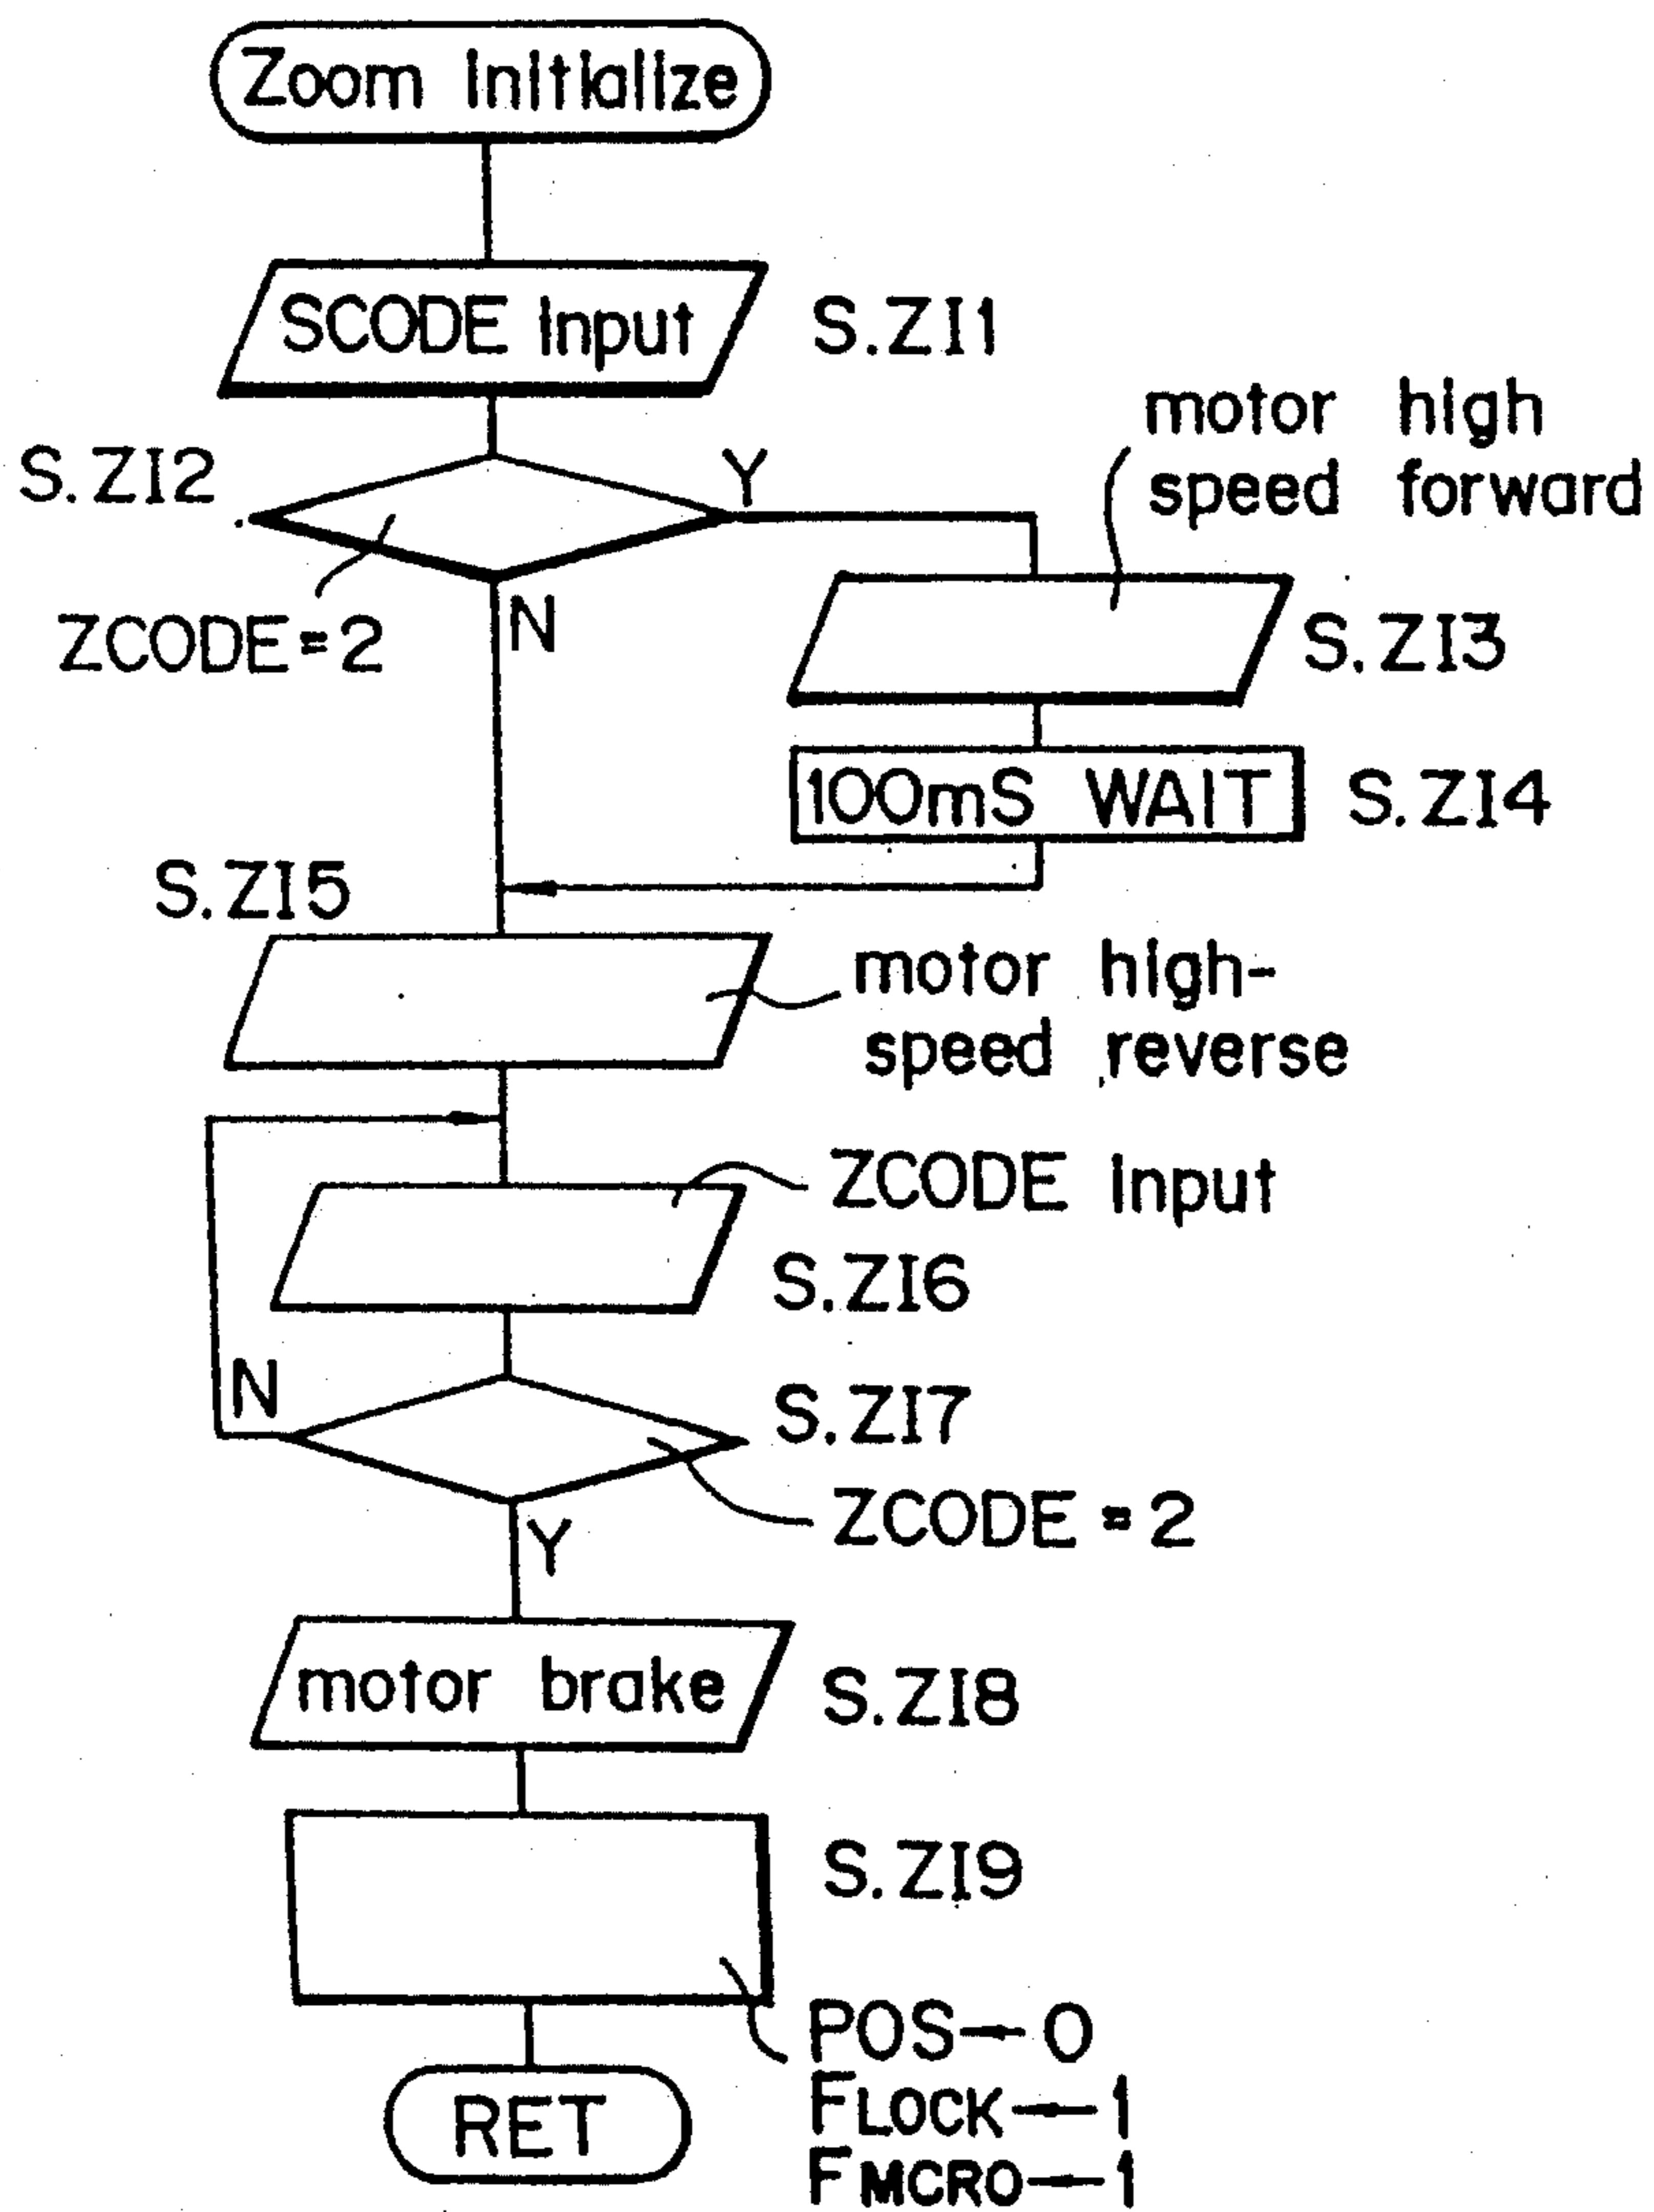 Zoom Initialize
SCODE Input
S.ZI1
motor high
speed forward
S.ZI2
Y
ZCODE=2
N
S.ZI3
100mS WAIT
S.ZI4
S.ZI5
motor high-
speed reverse
ZCODE Input
S.ZI6
N
S.ZI7
ZCODE=2
Y
motor brake
S.ZI8
S.ZI9
POS←0
FLOCK←1
FMCRO←1
RET